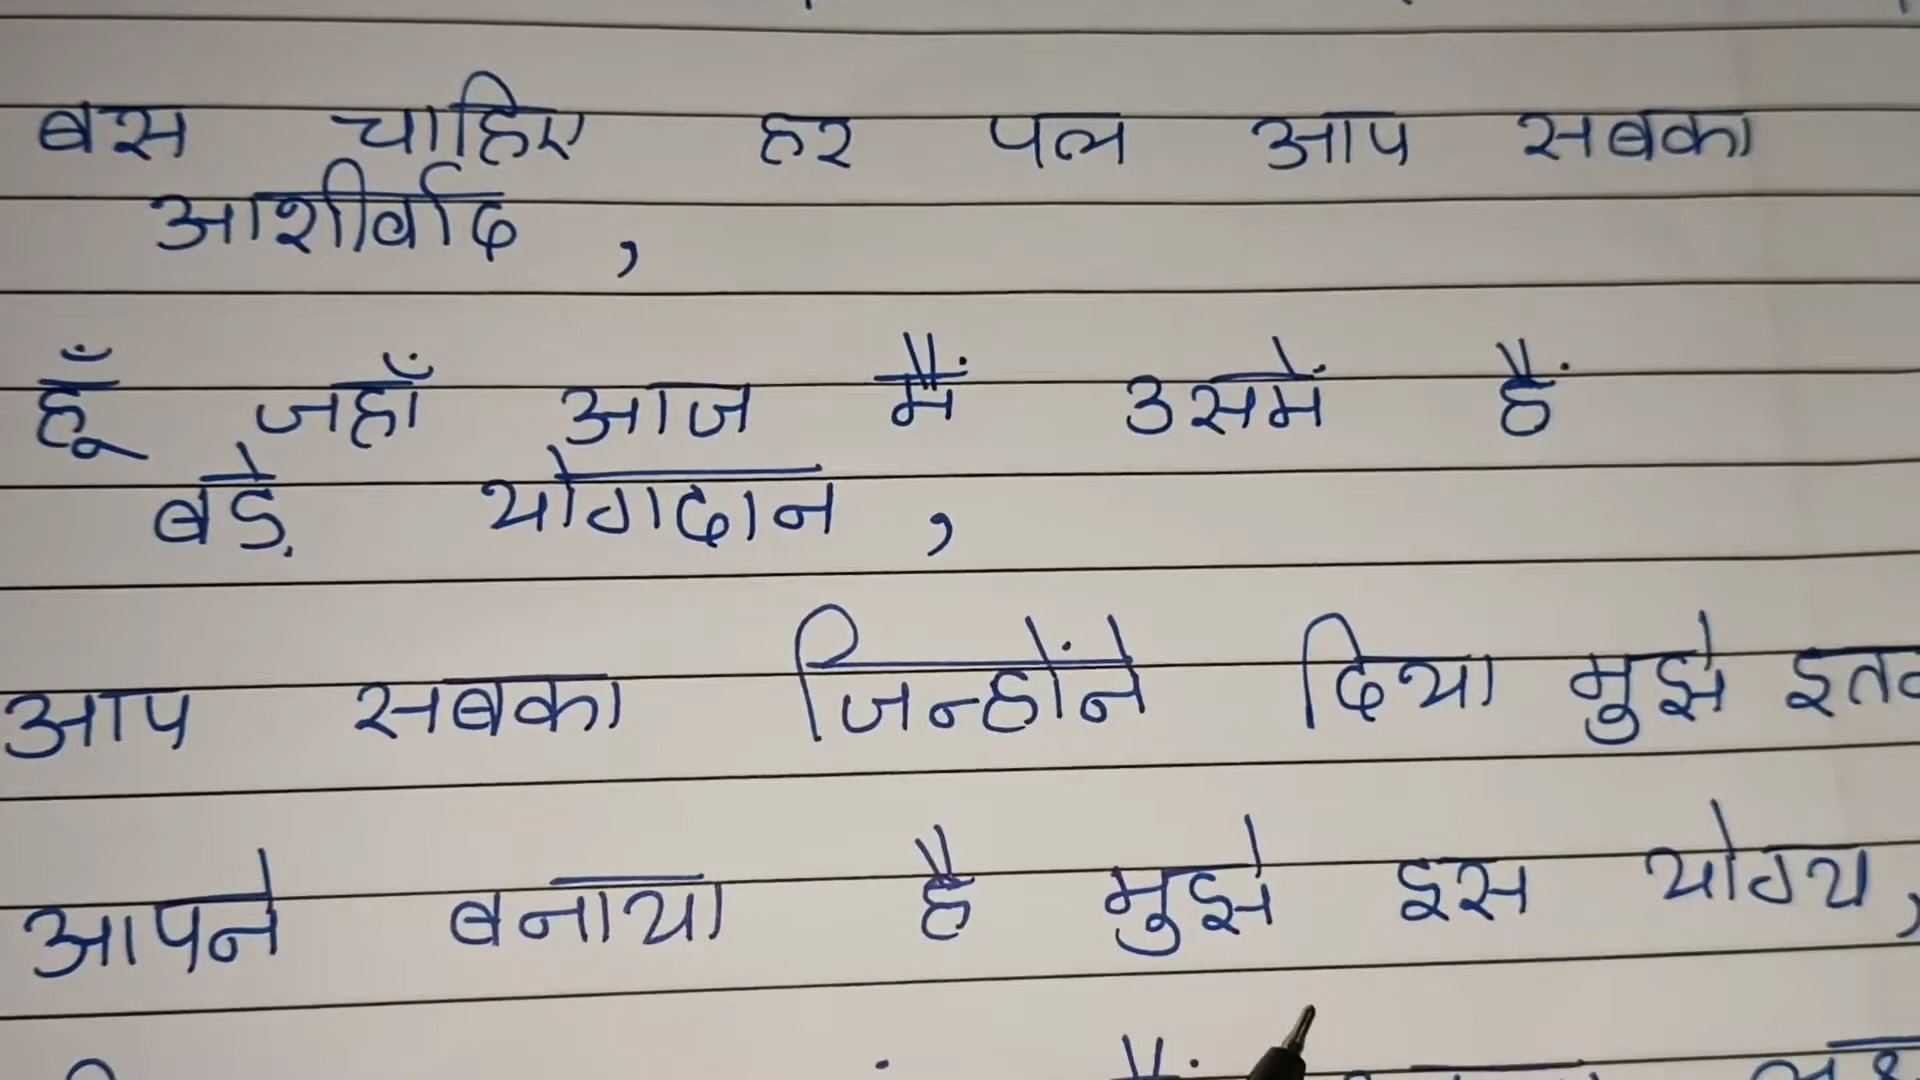 बस चाहिए हर पल आप सबका
आशीर्वाद ,
हूँ जहाँ आज मैं उसमें हैं
बड़े योगदान ,
आप सबका जिन्होंने दिया मुझे
आपने बनाया है मुझे इस योग्य ,